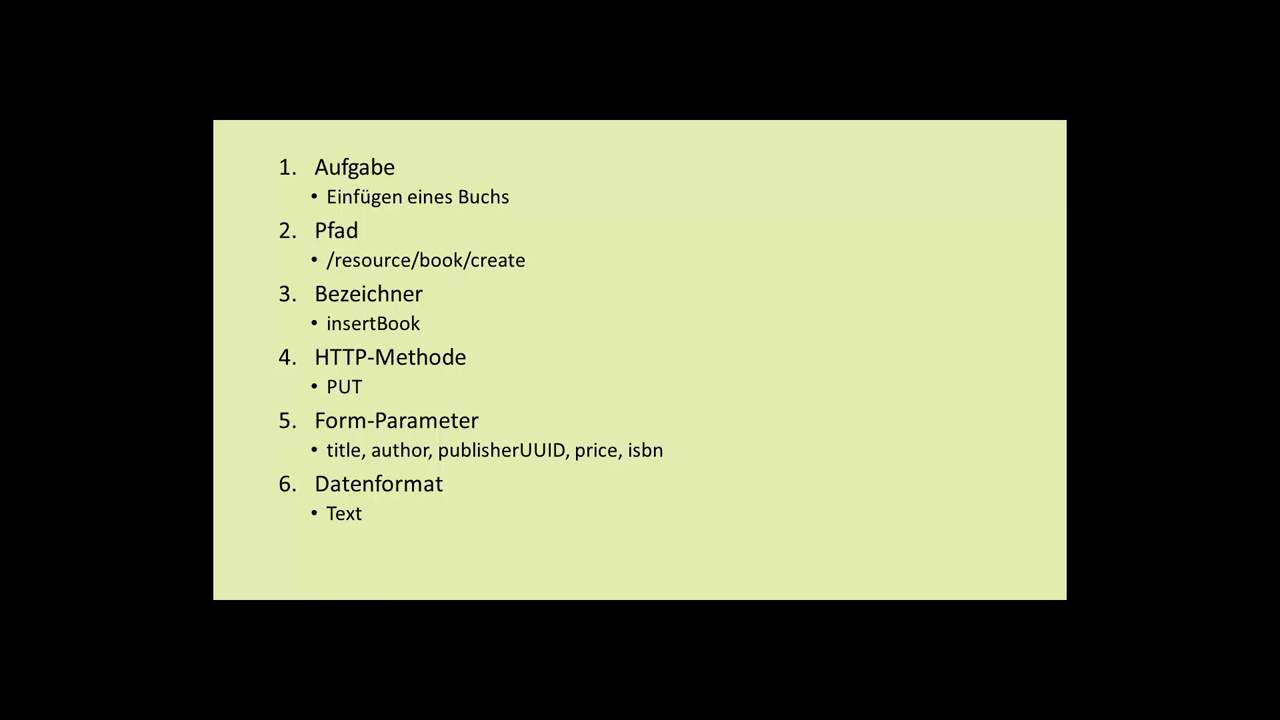 1. Aufgabe
• Einfügen eines Buchs
2. Pfad
• /resource/book/create
3. Bezeichner
• insertBook
4. HTTP-Methode
• PUT
5. Form-Parameter
• title, author, publisherUUID, price, isbn
6. Datenformat
• Text